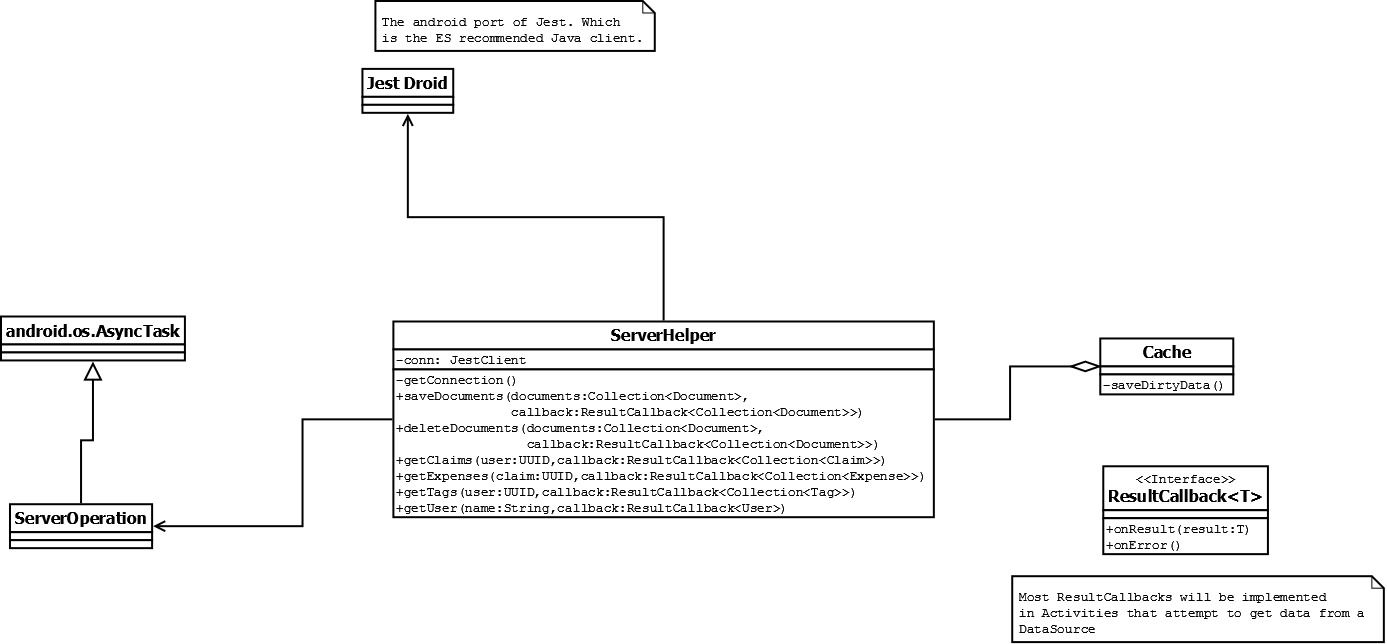 The android port of Jest. Which
is the ES recommended Java client.
Jest Droid
android.os.AsyncTask
ServerOperation
ServerHelper
-conn: JestClient
-getConnection()
+saveDocuments(documents:Collection<Document>,
callback:ResultCallback<Collection<Document>>)
+deleteDocuments(documents:Collection<Document>,
callback:ResultCallback<Collection<Document>>)
+getClaims(user:UUID,callback:ResultCallback<Collection<Claim>>)
+getExpenses(claim:UUID,callback:ResultCallback<Collection<Expense>>)
+getTags(user:UUID,callback:ResultCallback<Collection<Tag>>)
+getUser(name:String,callback:ResultCallback<User>)
Cache
-saveDirtyData()
<<Interface>>
ResultCallback<T>
+onResult(result:T)
+onError()
Most ResultCallbacks will be implemented
in Activities that attempt to get data from a
DataSource